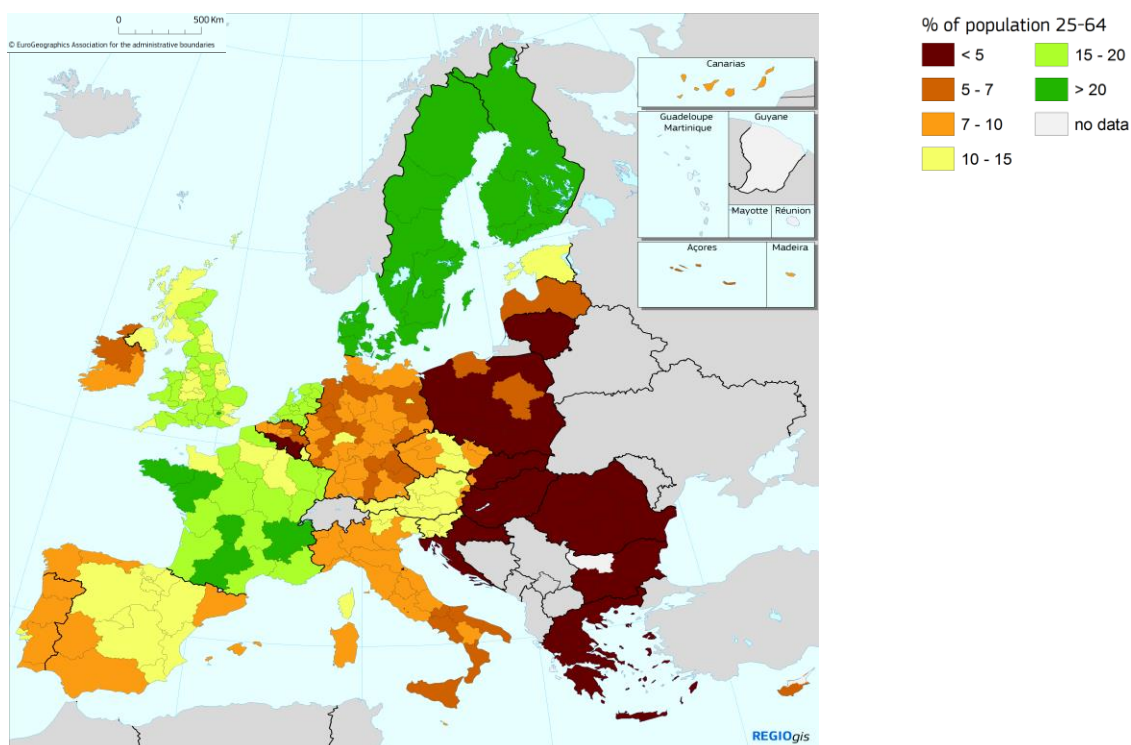 0 500 Km
© EuroGeographics Association for the administrative boundaries
Canarias
Guadeloupe
Martinique
Guyane
Mayotte
Réunion
Açores
Madeira
REGIOgis
% of population 25-64
< 5
5 - 7
7 - 10
10 - 15
15 - 20
> 20
no data